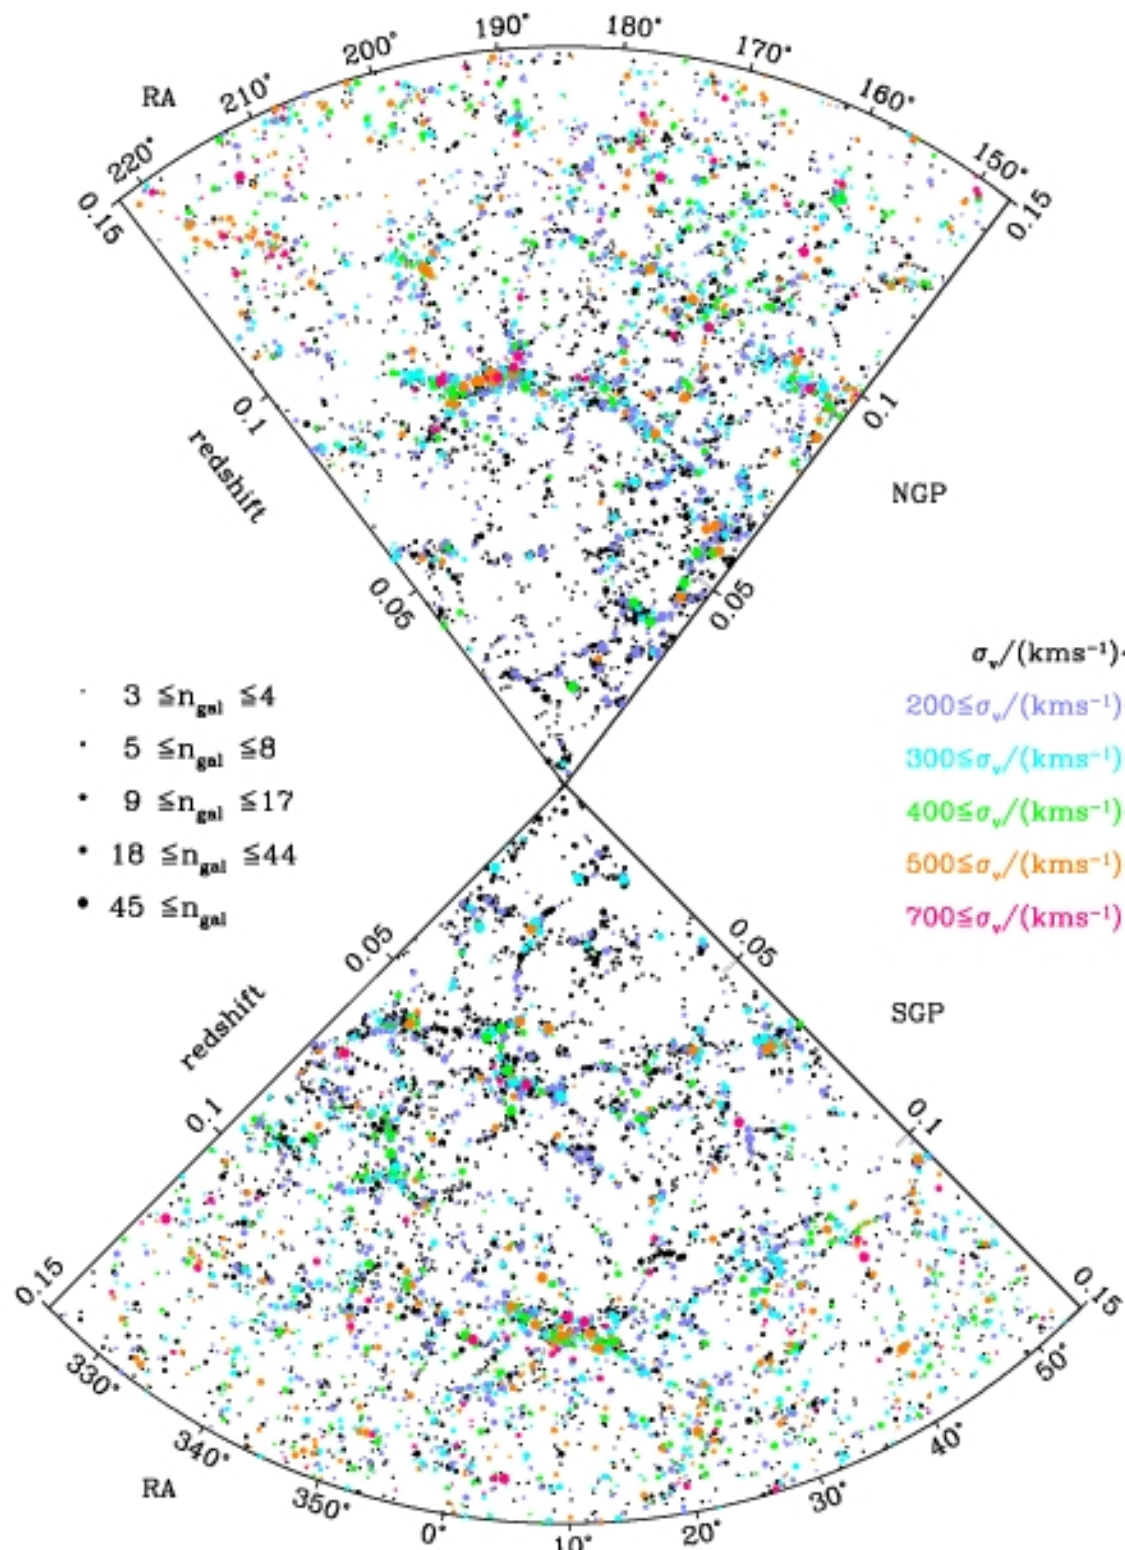 190° 180°
200° 170°
RA 210° 160°
220° 150°
0.15 0.15
0.1 0.1
redshift NGP
0.05 0.05
σv/(kms⁻¹)
3 ≦ngal ≦4 200≦σv/(kms⁻¹)
5 ≦ngal ≦8 300≦σv/(kms⁻¹)
9 ≦ngal ≦17 400≦σv/(kms⁻¹)
18 ≦ngal ≦44 500≦σv/(kms⁻¹)
45 ≦ngal 700≦σv/(kms⁻¹)
0.05 0.05
redshift SGP
0.1 0.1
0.15 0.15
330° 50°
340° 40°
RA 350° 30°
0° 10° 20°